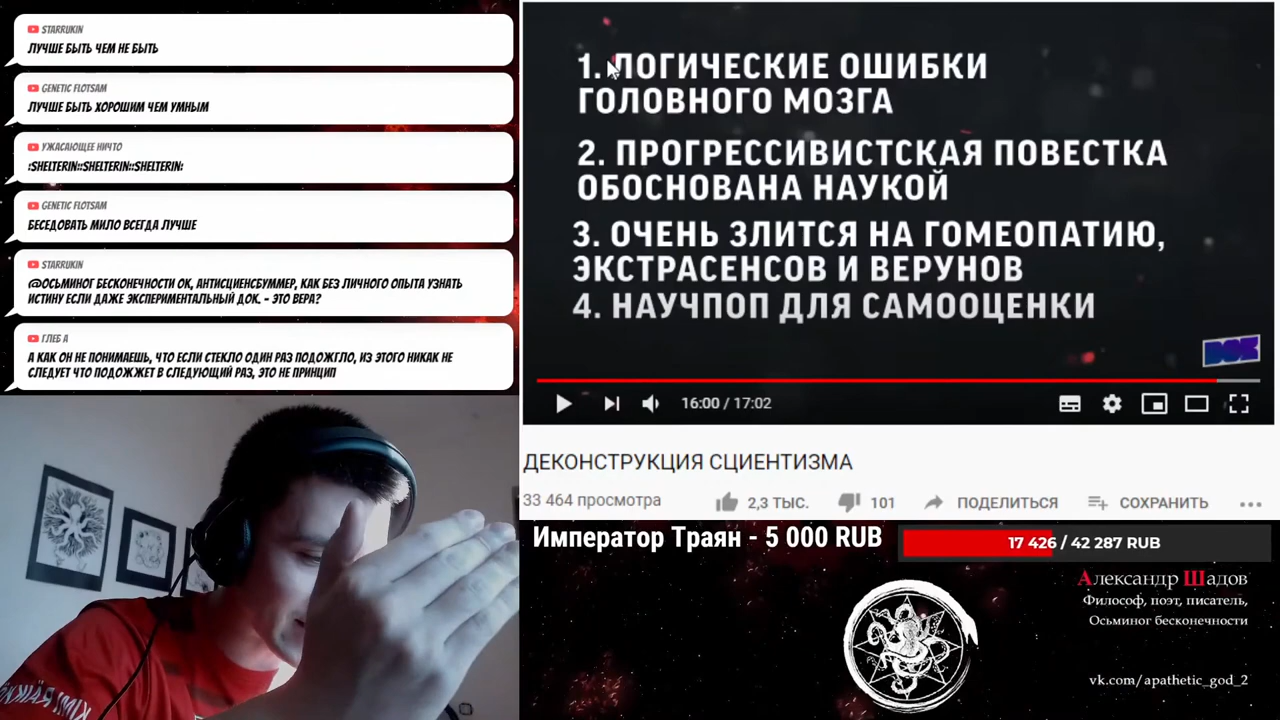 STARRUKIN
ЛУЧШЕ БЫТЬ ЧЕМ НЕ БЫТЬ
GENETIC FLOTSAM
ЛУЧШЕ БЫТЬ ХОРОШИМ ЧЕМ УМНЫМ
УЖАСАЮЩЕЕ НИЧТО
:SHELTERIN::SHELTERIN::SHELTERIN:
GENETIC FLOTSAM
БЕСЕДОВАТЬ МИЛО ВСЕГДА ЛУЧШЕ
STARRUKIN
@ОСЬМИНОГ БЕСКОНЕЧНОСТИ ОК, АНТИСЦИЕНСБУММЕР, КАК БЕЗ ЛИЧНОГО ОПЫТА УЗНАТЬ
ИСТИНУ ЕСЛИ ДАЖЕ ЭКСПЕРИМЕНТАЛЬНЫЙ ДОК. - ЭТО ВЕРА?
ГЛЕБ А
А КАК ОН НЕ ПОНИМАЕШЬ, ЧТО ЕСЛИ СТЕКЛО ОДИН РАЗ ПОДОЖГЛО, ИЗ ЭТОГО НИКАК НЕ
СЛЕДУЕТ ЧТО ПОДОЖЖЕТ В СЛЕДУЮЩИЙ РАЗ, ЭТО НЕ ПРИНЦИП
1. ЛОГИЧЕСКИЕ ОШИБКИ
ГОЛОВНОГО МОЗГА
2. ПРОГРЕССИВИСТСКАЯ ПОВЕСТКА
ОБОСНОВАНА НАУКОЙ
3. ОЧЕНЬ ЗЛИТСЯ НА ГОМЕОПАТИЮ,
ЭКСТРАСЕНСОВ И ВЕРУНОВ
4. НАУЧПОП ДЛЯ САМООЦЕНКИ
16:00 / 17:02
ДЕКОНСТРУКЦИЯ СЦИЕНТИЗМА
33 464 просмотра
2,3 ТЫС.
101
ПОДЕЛИТЬСЯ
СОХРАНИТЬ
Император Траян - 5 000 RUB
17 426 / 42 287 RUB
Александр Шадов
Философ, поэт, писатель,
Осьминог бесконечности
vk.com/apathetic_god_2